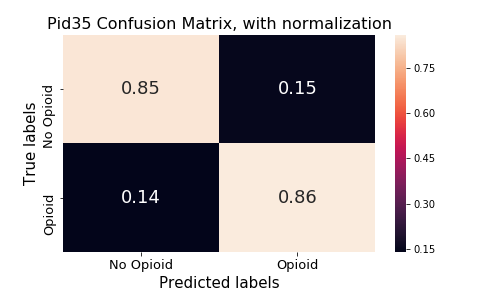 Pid35 Confusion Matrix, with normalization
True labels
No Opioid
0.85
0.15
Opioid
0.14
0.86
No Opioid
Opioid
Predicted labels
0.75
0.60
0.45
0.30
0.15